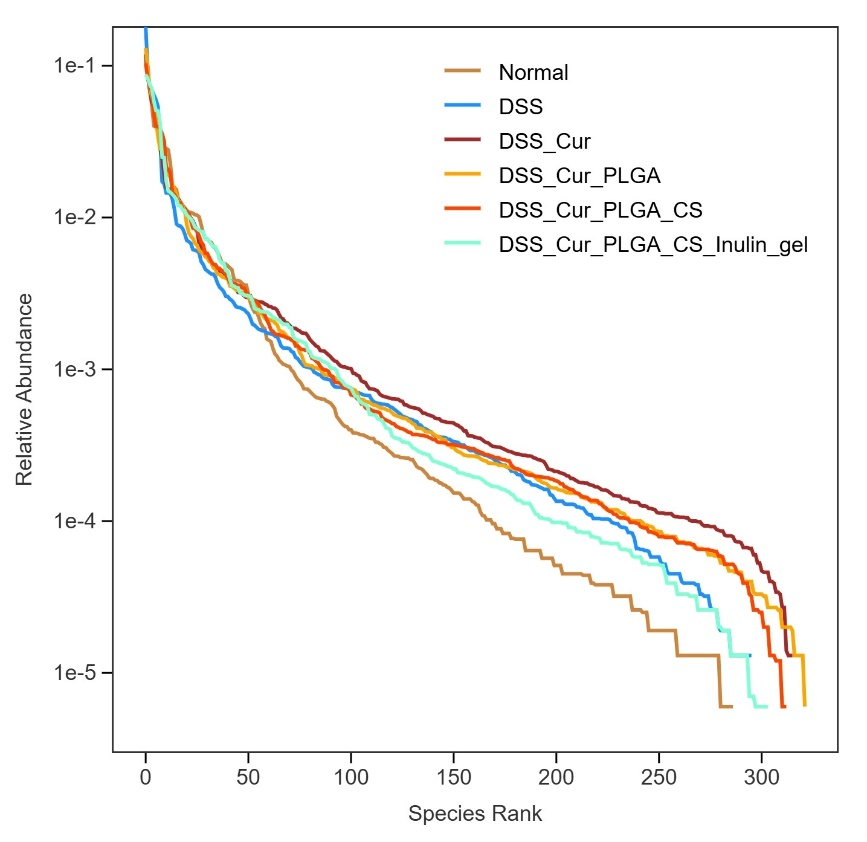 Normal
DSS
DSS_Cur
DSS_Cur_PLGA
DSS_Cur_PLGA_CS
DSS_Cur_PLGA_CS_Inulin_gel
Relative Abundance
1e-1
1e-2
1e-3
1e-4
1e-5
0 50 100 150 200 250 300
Species Rank